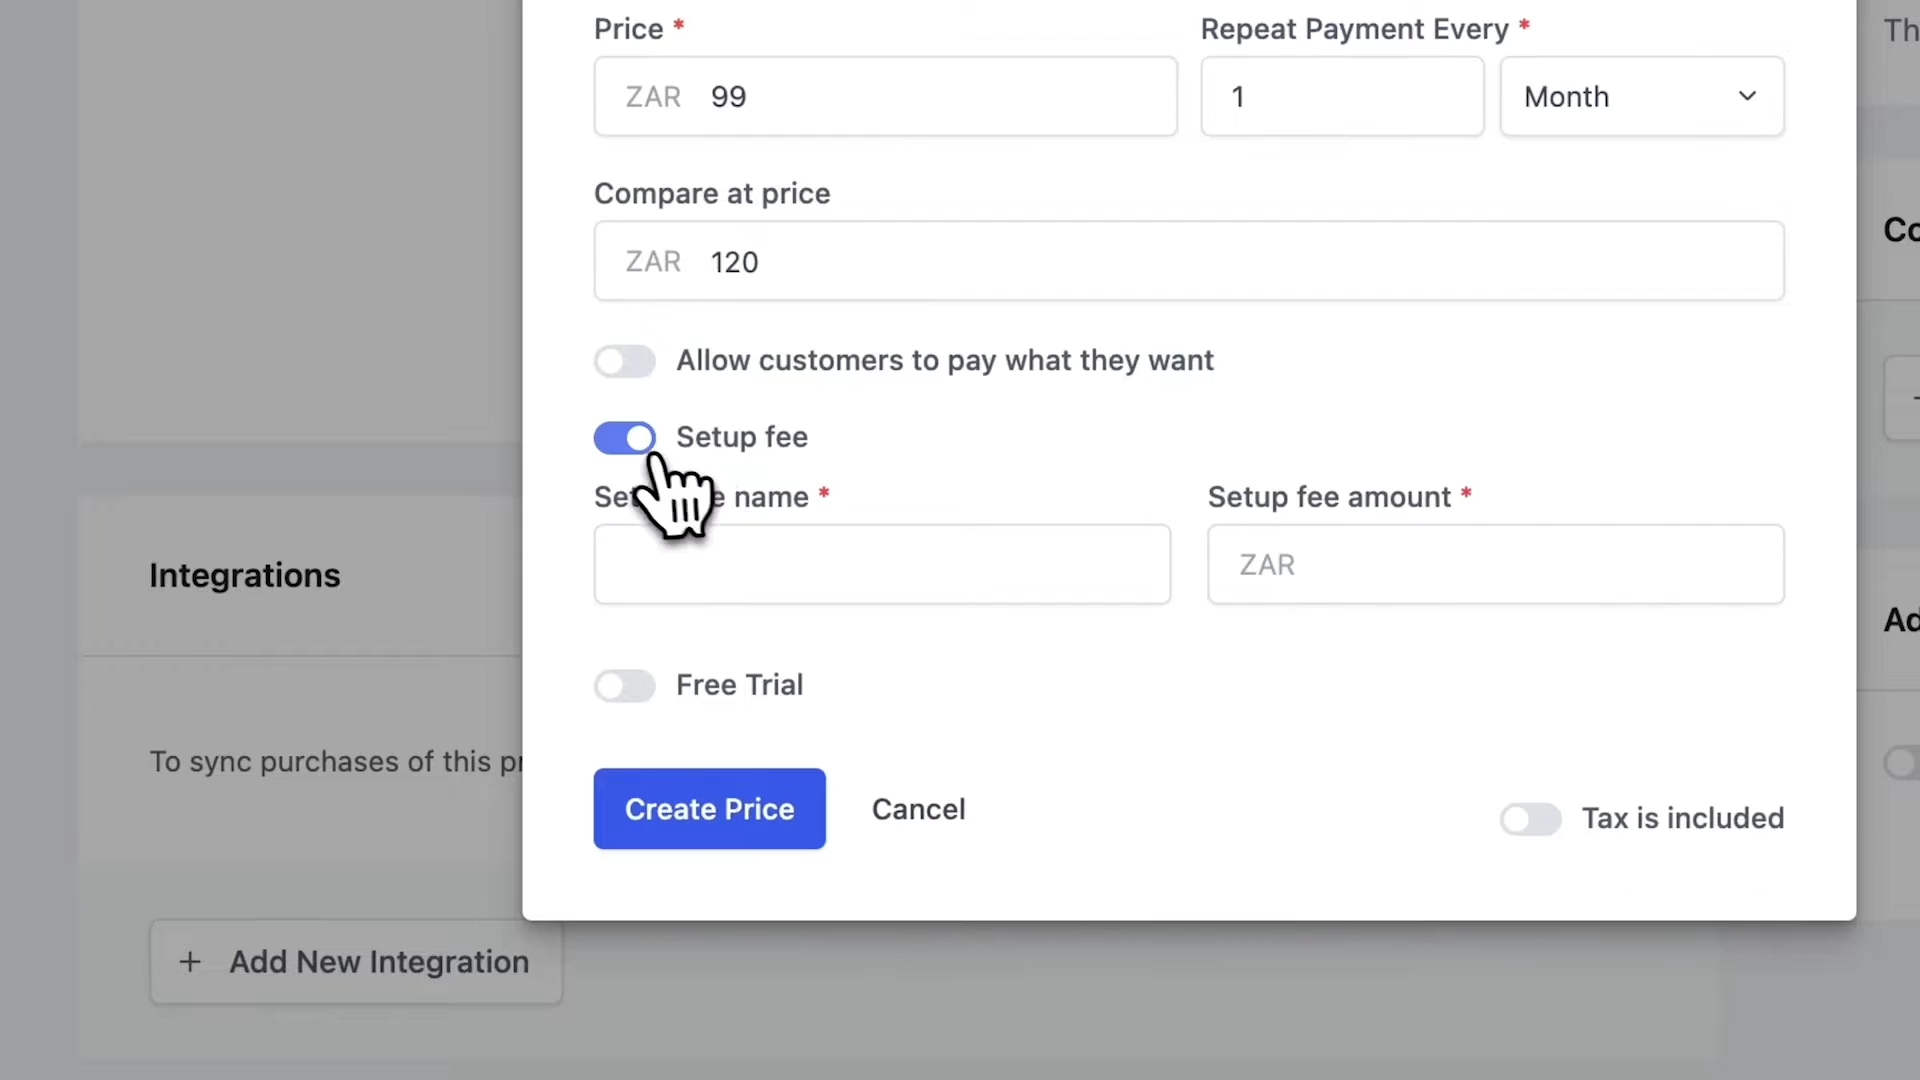 Price *
Repeat Payment Every *
ZAR 99
1
Month
Compare at price
ZAR 120
Allow customers to pay what they want
Setup fee
name *
Setup fee amount *
ZAR
Free Trial
Create Price
Cancel
Tax is included
Integrations
To sync purchases of this
+ Add New Integration